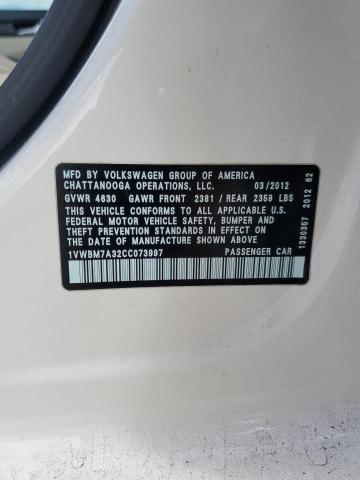 MFD BY VOLKSWAGEN GROUP OF AMERICA
CHATTANOOGA OPERATIONS, LLC. 03/2012
GVWR 4630 GAWR FRONT 2381 / REAR 2359 LBS
THIS VEHICLE CONFORMS TO ALL APPLICABLE U.S.
FEDERAL MOTOR VEHICLE SAFETY, BUMPER AND
THEFT PREVENTION STANDARDS IN EFFECT ON THE
DATE OF MANUFACTURE SHOWN ABOVE.
1VWBM7A32CC073997 PASSENGER CAR
1330357 2012 62